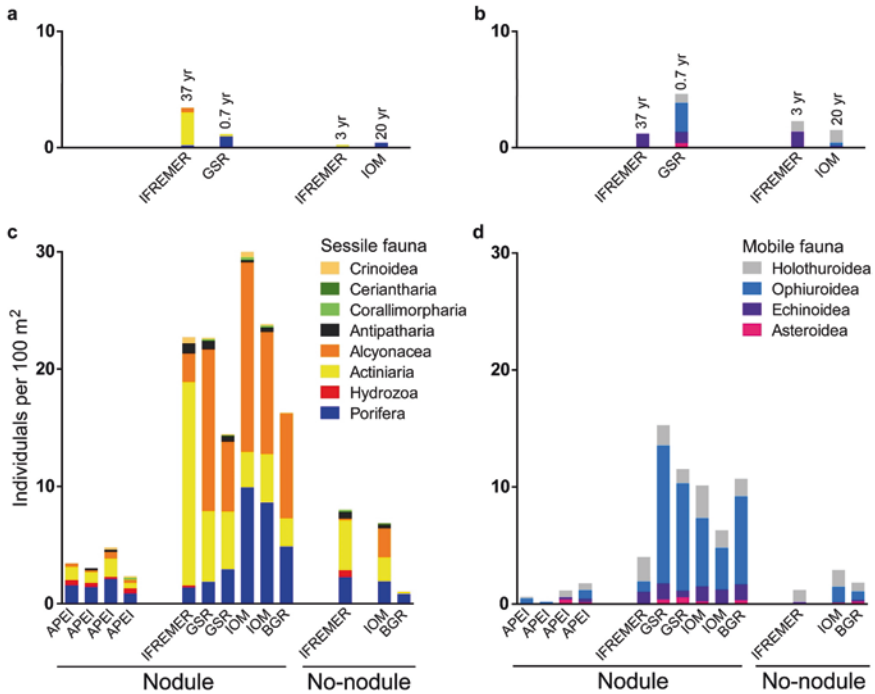 a
10
0
37 yr
0.7 yr
3 yr
20 yr
IFREMER
GSR
IFREMER
IOM
b
10
0
37 yr
0.7 yr
3 yr
20 yr
IFREMER
GSR
IFREMER
IOM
c
Individulals per 100 m²
30
20
10
0
Sessile fauna
Crinoidea
Ceriantharia
Corallimorpharia
Antipatharia
Alcyonacea
Actiniaria
Hydrozoa
Porifera
APEI
APEI
APEI
APEI
IFREMER
GSR
GSR
IOM
IOM
BGR
IFREMER
IOM
BGR
Nodule
No-nodule
d
30
20
10
0
Mobile fauna
Holothuroidea
Ophiuroidea
Echinoidea
Asteroidea
APEI
APEI
APEI
APEI
IFREMER
GSR
GSR
IOM
IOM
BGR
IFREMER
IOM
BGR
Nodule
No-nodule